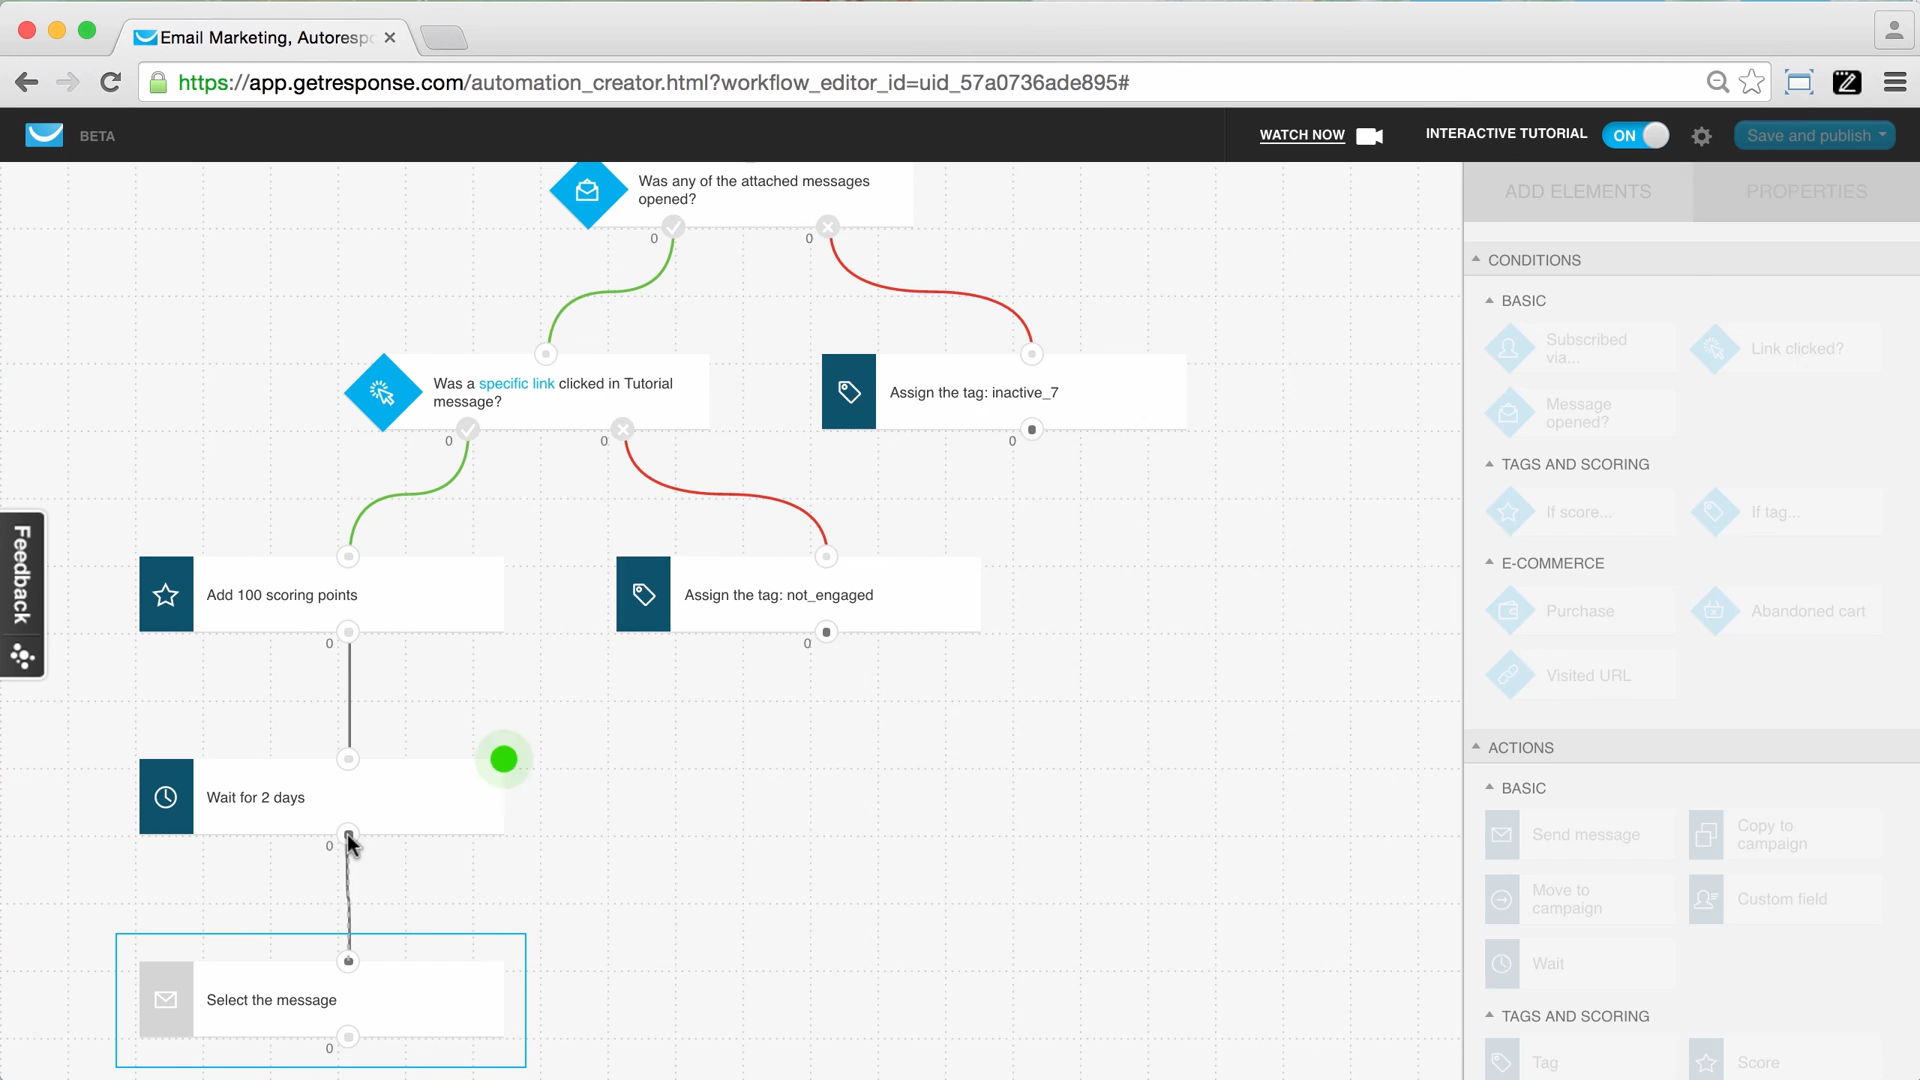 Email Marketing, Autoresp
https://app.getresponse.com/automation_creator.html?workflow_editor_id=uid_57a0736ade895#
BETA
WATCH NOW
INTERACTIVE TUTORIAL
ON
Save and publish
ADD ELEMENTS
PROPERTIES
Was any of the attached messages
opened?
0
0
Was a specific link clicked in Tutorial
message?
0
0
Assign the tag: inactive_7
0
Add 100 scoring points
0
Assign the tag: not_engaged
0
Wait for 2 days
0
Select the message
0
Feedback
CONDITIONS
BASIC
Subscribed
via...
Link clicked?
Message
opened?
TAGS AND SCORING
If score...
If tag...
E-COMMERCE
Purchase
Abandoned cart
Visited URL
ACTIONS
BASIC
Send message
Copy to
campaign
Move to
campaign
Custom field
Wait
TAGS AND SCORING
Tag
Score